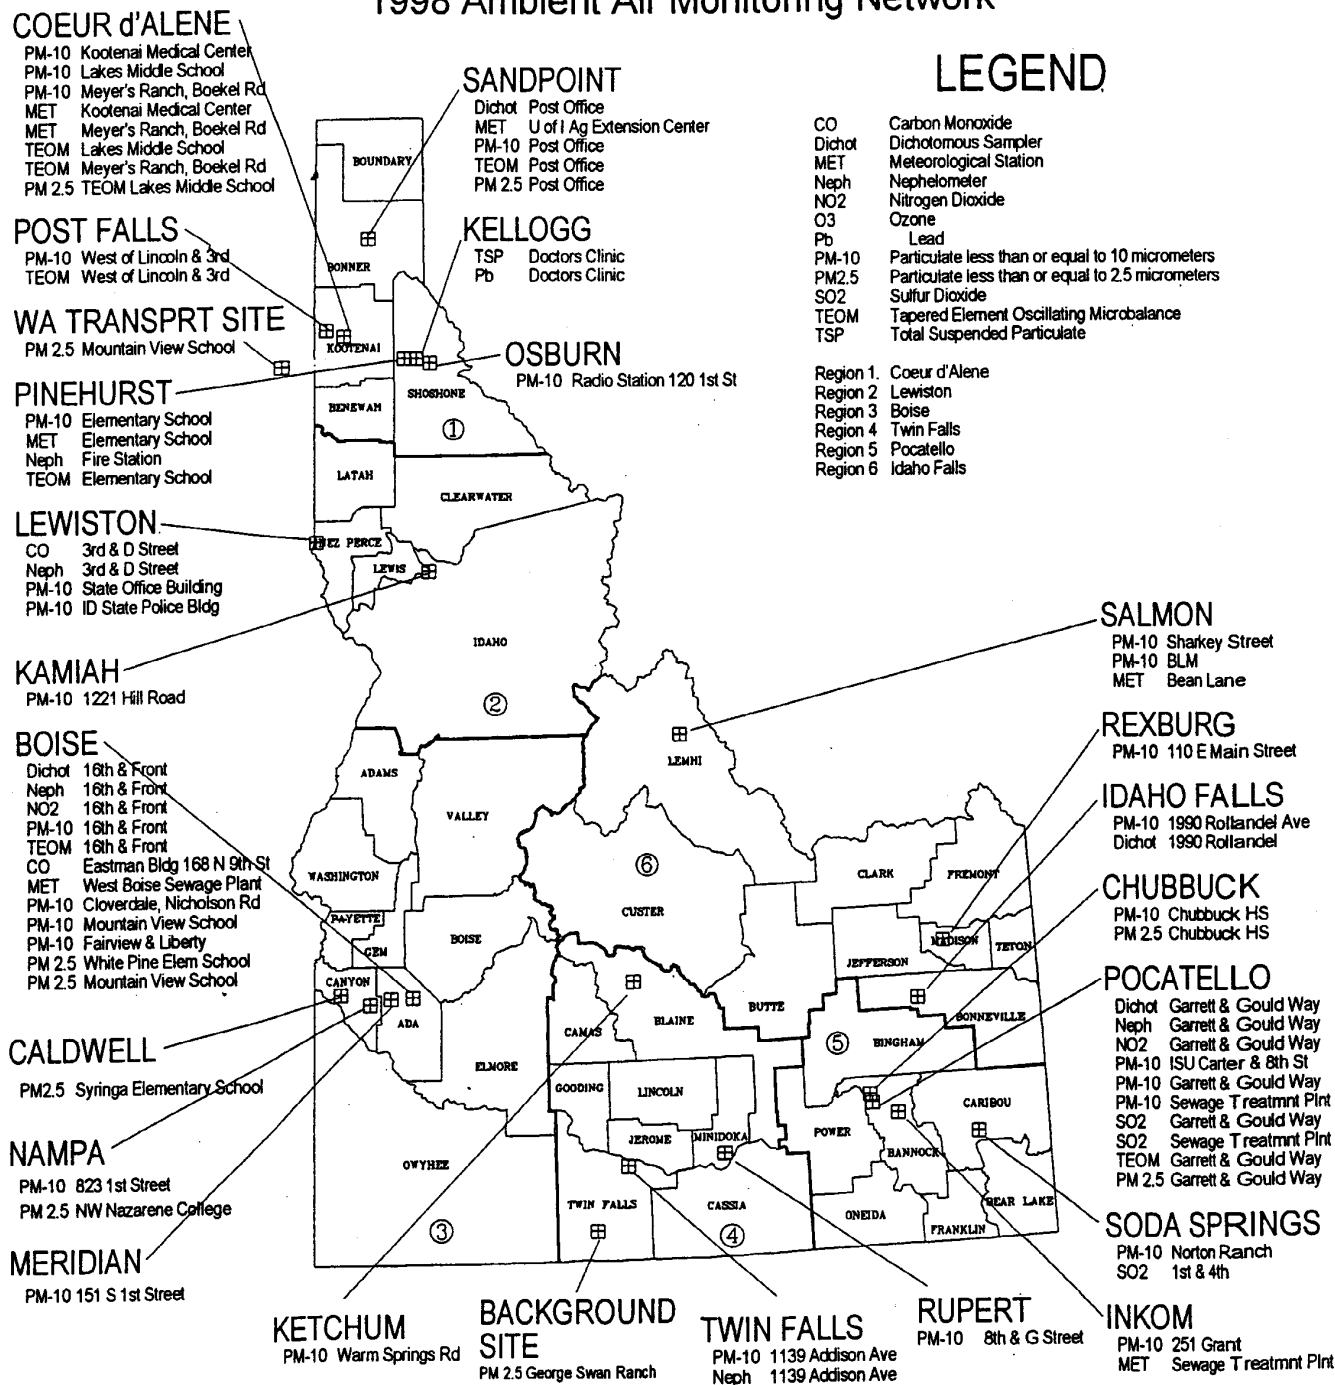 1998 Ambient Air Monitoring Network
COEUR d'ALENE
PM-10 Kootenai Medical Center
PM-10 Lakes Middle School
PM-10 Meyer's Ranch, Boekel Rd
MET Kootenai Medical Center
MET Meyer's Ranch, Boekel Rd
TEOM Lakes Middle School
TEOM Meyer's Ranch, Boekel Rd
PM 2.5 TEOM Lakes Middle School
POST FALLS
PM-10 West of Lincoln & 3rd
TEOM West of Lincoln & 3rd
WA TRANSPRT SITE
PM 2.5 Mountain View School
PINEHURST
PM-10 Elementary School
MET Elementary School
Neph Fire Station
TEOM Elementary School
LEWISTON
CO 3rd & D Street
Neph 3rd & D Street
PM-10 State Office Building
PM-10 ID State Police Bldg
KAMIAH
PM-10 1221 Hill Road
BOISE
Dichot 16th & Front
Neph 16th & Front
NO2 16th & Front
PM-10 16th & Front
TEOM 16th & Front
CO Eastman Bldg 168 N 9th St
MET West Boise Sewage Plant
PM-10 Cloverdale, Nicholson Rd
PM-10 Mountain View School
PM-10 Fairview & Liberty
PM 2.5 White Pine Elem School
PM 2.5 Mountain View School
CALDWELL
PM2.5 Syringa Elementary School
NAMPA
PM-10 823 1st Street
PM 2.5 NW Nazarene College
MERIDIAN
PM-10 151 S 1st Street
SANDPOINT
Dichot Post Office
MET U of I Ag Extension Center
PM-10 Post Office
TEOM Post Office
PM 2.5 Post Office
KELLOGG
TSP Doctors Clinic
Pb Doctors Clinic
OSBURN
PM-10 Radio Station 120 1st St
LEGEND
CO Carbon Monoxide
Dichot Dichotomous Sampler
MET Meteorological Station
Neph Nephelometer
NO2 Nitrogen Dioxide
O3 Ozone
Pb Lead
PM-10 Particulate less than or equal to 10 micrometers
PM2.5 Particulate less than or equal to 2.5 micrometers
SO2 Sulfur Dioxide
TEOM Tapered Element Oscillating Microbalance
TSP Total Suspended Particulate
Region 1. Coeur d'Alene
Region 2 Lewiston
Region 3 Boise
Region 4 Twin Falls
Region 5 Pocatello
Region 6 Idaho Falls
BOUNDARY
BONNER
KOOTENAI
BENEWAH
SHOSHONE
1
LATAH
CLEARWATER
NEZ PERCE
LEWIS
IDAHO
2
ADAMS
VALLEY
LEMHI
WASHINGTON
6
CUSTER
CLARK
FREMONT
PAYETTE
GEM
BOISE
MADISON
TETON
JEFFERSON
CANYON
ADA
ELMORE
CAMAS
BLAINE
BUTTE
BONNEVILLE
5
BINGHAM
GOODING
LINCOLN
CARIBOU
JEROME
MINIDOKA
POWER
BANNOCK
OWYHEE
3
TWIN FALLS
CASSIA
4
ONEIDA
FRANKLIN
BEAR LAKE
SALMON
PM-10 Sharkey Street
PM-10 BLM
MET Bean Lane
REXBURG
PM-10 110 E Main Street
IDAHO FALLS
PM-10 1990 Rollandel Ave
Dichot 1990 Rollandel
CHUBBUCK
PM-10 Chubbuck HS
PM 2.5 Chubbuck HS
POCATELLO
Dichot Garrett & Gould Way
Neph Garrett & Gould Way
NO2 Garrett & Gould Way
PM-10 ISU Carter & 8th St
PM-10 Garrett & Gould Way
PM-10 Sewage Treatmnt Plnt
SO2 Garrett & Gould Way
SO2 Sewage Treatmnt Plnt
TEOM Garrett & Gould Way
PM 2.5 Garrett & Gould Way
SODA SPRINGS
PM-10 Norton Ranch
SO2 1st & 4th
INKOM
PM-10 251 Grant
MET Sewage Treatmnt Plnt
KETCHUM
PM-10 Warm Springs Rd
BACKGROUND
SITE
PM 2.5 George Swan Ranch
TWIN FALLS
PM-10 1139 Addison Ave
Neph 1139 Addison Ave
RUPERT
PM-10 8th & G Street